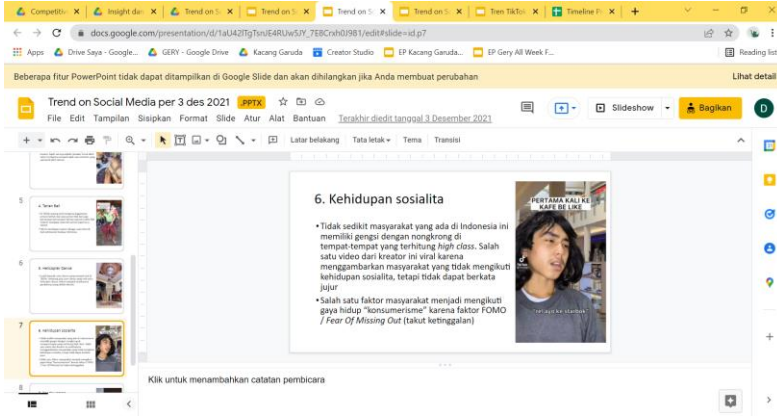 Competitiv
Insight da
Trend on S
Trend on S
Trend on S
Trend on S
Tren TikTok
Timeline P
docs.google.com/presentation/d/1aU42lTgTsnJE4RUw5JY_7E8Crxh0J9B1/edit#slide=id.p7
Apps Drive Saya - Google... GERY - Google Drive Kacang Garuda Creator Studio EP Kacang Garuda... EP Gery All Week F... Reading list
Beberapa fitur PowerPoint tidak dapat ditampilkan di Google Slide dan akan dihilangkan jika Anda membuat perubahan Lihat detail
Trend on Social Media per 3 des 2021 .PPTX
File Edit Tampilan Sisipkan Format Slide Atur Alat Bantuan Terakhir diedit tanggal 3 Desember 2021
Slideshow
Bagikan
D
Latar belakang Tata letak Tema Transisi
5
6
7
8
6. Kehidupan sosialita
• Tidak sedikit masyarakat yang ada di Indonesia ini
memiliki gengsi dengan nongkrong di
tempat-tempat yang terhitung high class. Salah
satu video dari kreator ini viral karena
menggambarkan masyarakat yang tidak mengikuti
kehidupan sosialita, tetapi tidak dapat berkata
jujur
• Salah satu faktor masyarakat menjadi mengikuti
gaya hidup "konsumerisme" karena faktor FOMO
/ Fear Of Missing Out (takut ketinggalan)
PERTAMA KALI KE
KAFE BE LIKE
Klik untuk menambahkan catatan pembicara